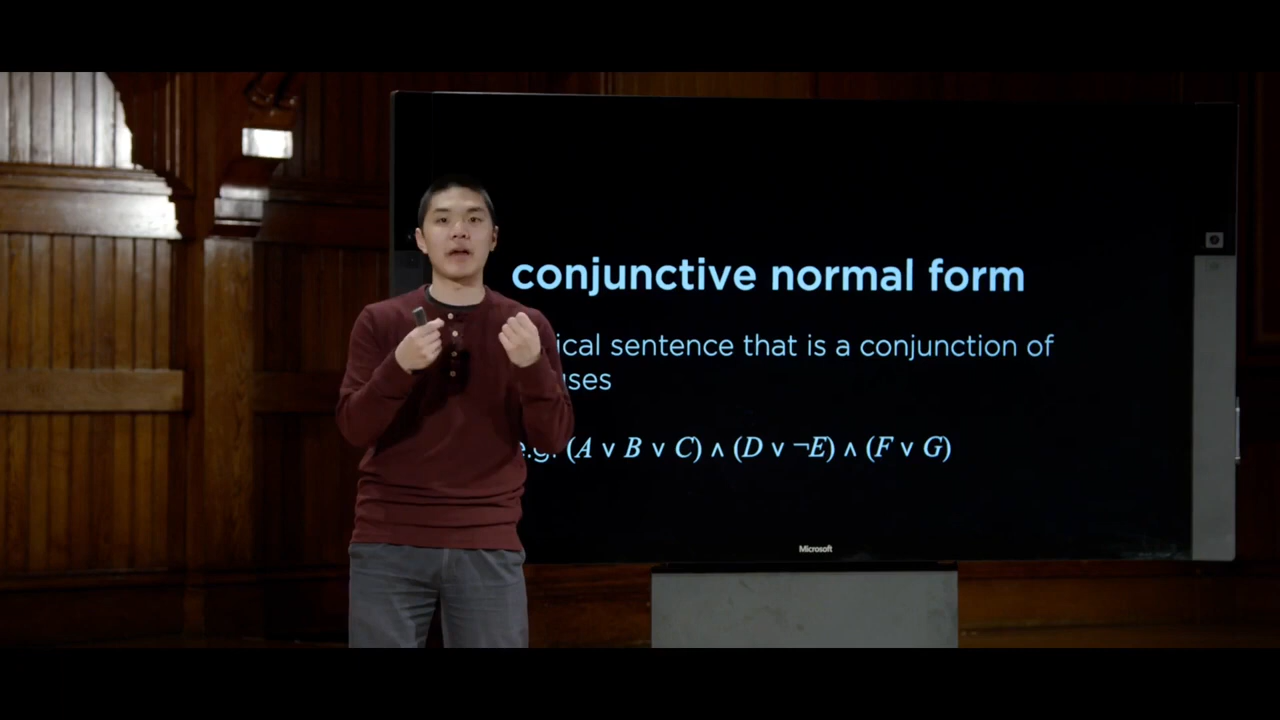 conjunctive normal form
ical sentence that is a conjunction of
uses
e.g. (A ∨ B ∨ C) ∧ (D ∨ ¬E) ∧ (F ∨ G)
Microsoft